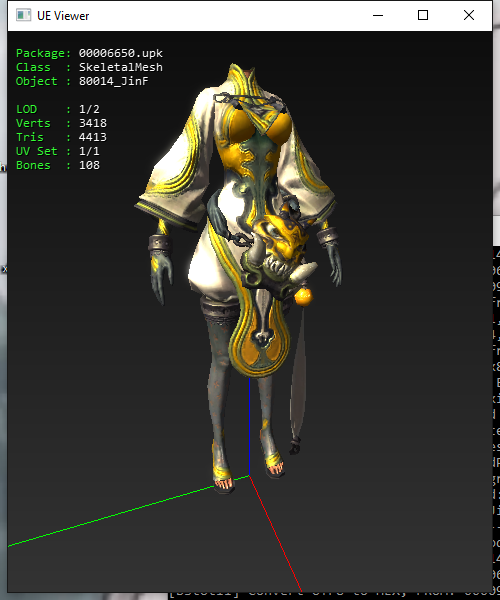 UE Viewer
Package: 00006650.upk
Class : SkeletalMesh
Object : 80014_JinF
LOD : 1/2
Verts : 3418
Tris : 4413
UV Set : 1/1
Bones : 108